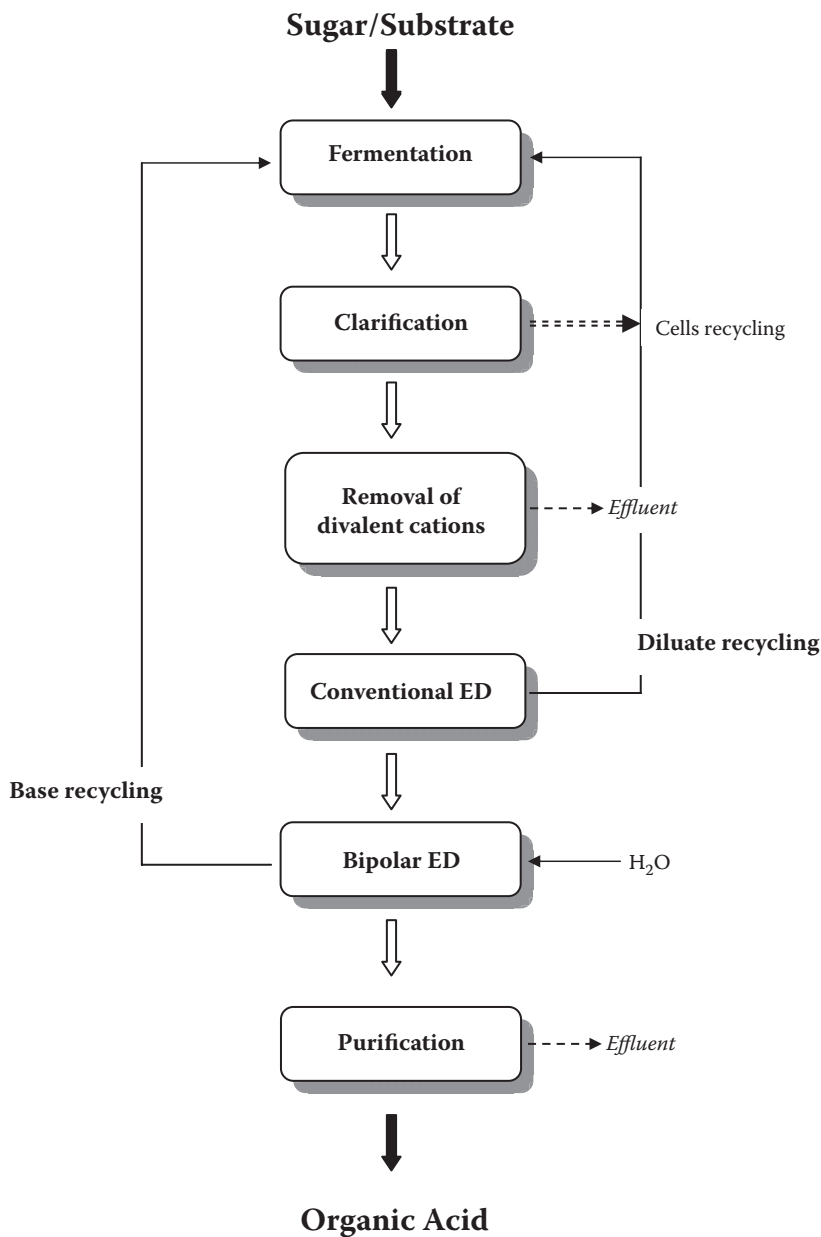 Sugar/Substrate
Fermentation
Clarification
Cells recycling
Removal of
divalent cations
Effluent
Diluate recycling
Conventional ED
Base recycling
Bipolar ED
H₂O
Purification
Effluent
Organic Acid